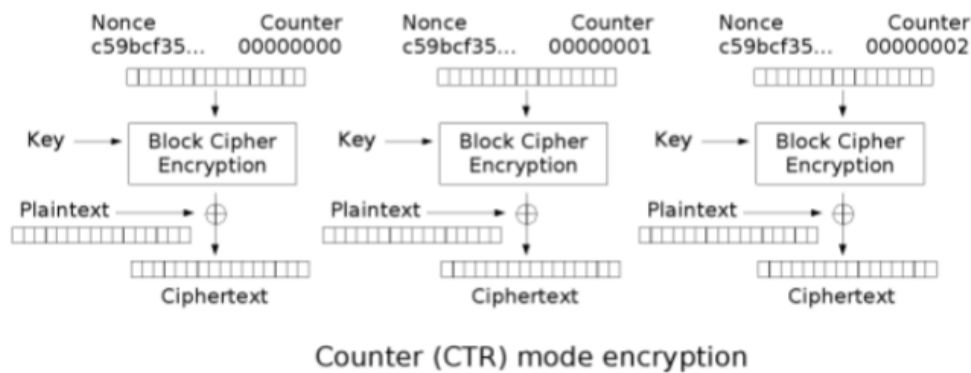 Nonce Counter Nonce Counter Nonce Counter
c59bcf35... 00000000 c59bcf35... 00000001 c59bcf35... 00000002
Key Block Cipher Encryption Key Block Cipher Encryption Key Block Cipher Encryption
Plaintext Plaintext Plaintext
Ciphertext Ciphertext Ciphertext
Counter (CTR) mode encryption